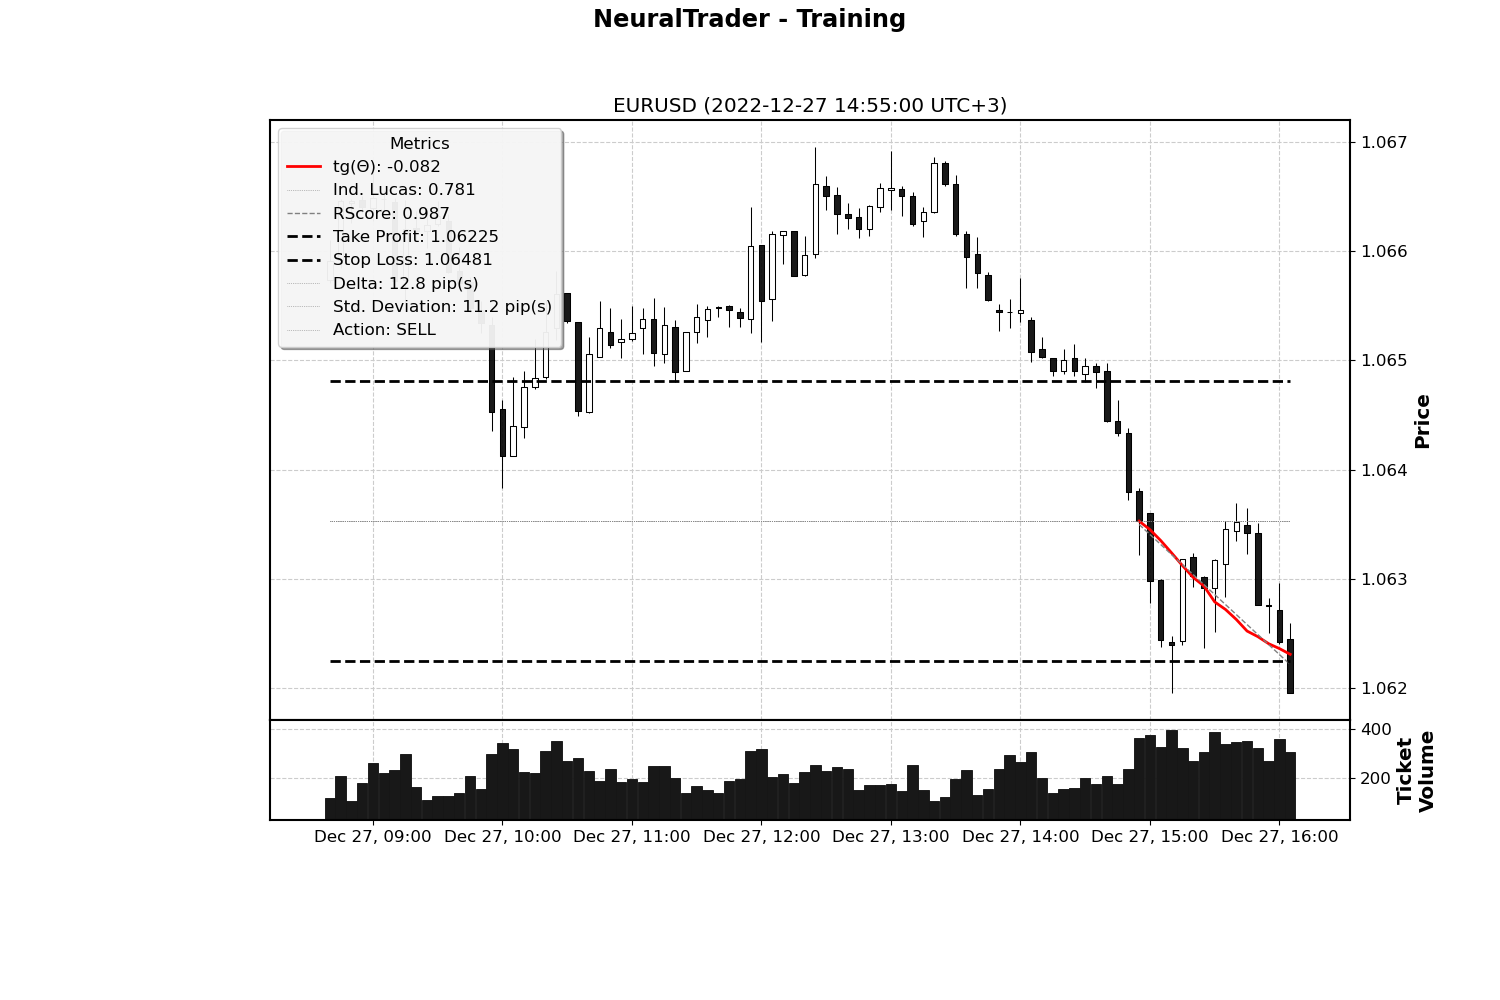 NeuralTrader - Training
EURUSD (2022-12-27 14:55:00 UTC+3)
Metrics
tg(Θ): -0.082
Ind. Lucas: 0.781
RScore: 0.987
Take Profit: 1.06225
Stop Loss: 1.06481
Delta: 12.8 pip(s)
Std. Deviation: 11.2 pip(s)
Action: SELL
1.067
1.066
1.065
1.064
1.063
1.062
Price
400
200
Ticket
Volume
Dec 27, 09:00 Dec 27, 10:00 Dec 27, 11:00 Dec 27, 12:00 Dec 27, 13:00 Dec 27, 14:00 Dec 27, 15:00 Dec 27, 16:00